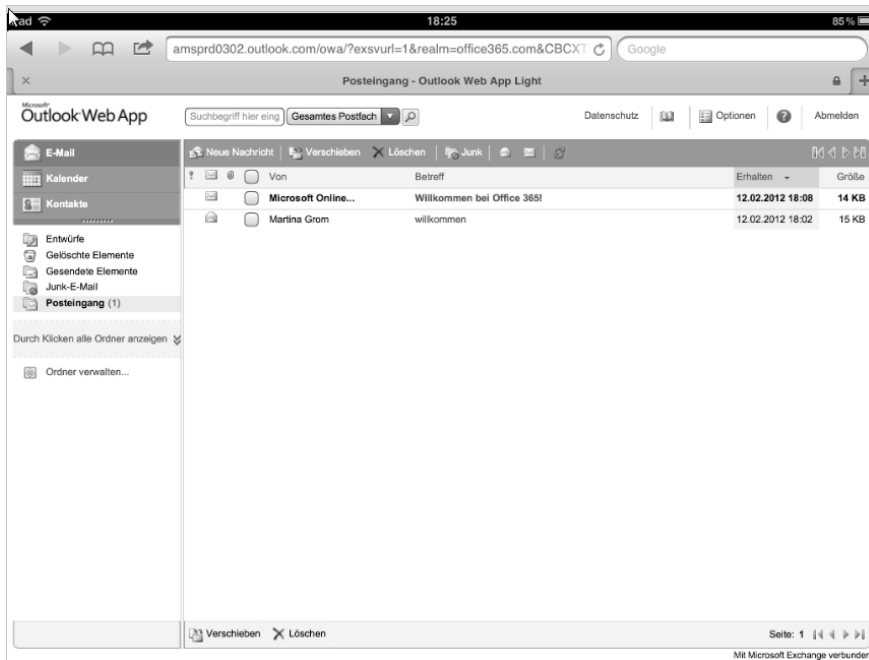 iPad 18:25 85%
amsprd0302.outlook.com/owa/?exsvurl=1&realm=office365.com&CBCXT Google
Posteingang - Outlook Web App Light
Microsoft
Outlook Web App Suchbegriff hier eing Gesamtes Postfach Datenschutz Optionen Abmelden
E-Mail Neue Nachricht Verschieben Löschen Junk
Kalender Von Betreff Erhalten Größe
Kontakte Microsoft Online... Willkommen bei Office 365! 12.02.2012 18:08 14 KB
Martina Grom willkommen 12.02.2012 18:02 15 KB
Entwürfe
Gelöschte Elemente
Gesendete Elemente
Junk-E-Mail
Posteingang (1)
Durch Klicken alle Ordner anzeigen
Ordner verwalten...
Verschieben Löschen Seite: 1
Mit Microsoft Exchange verbunden